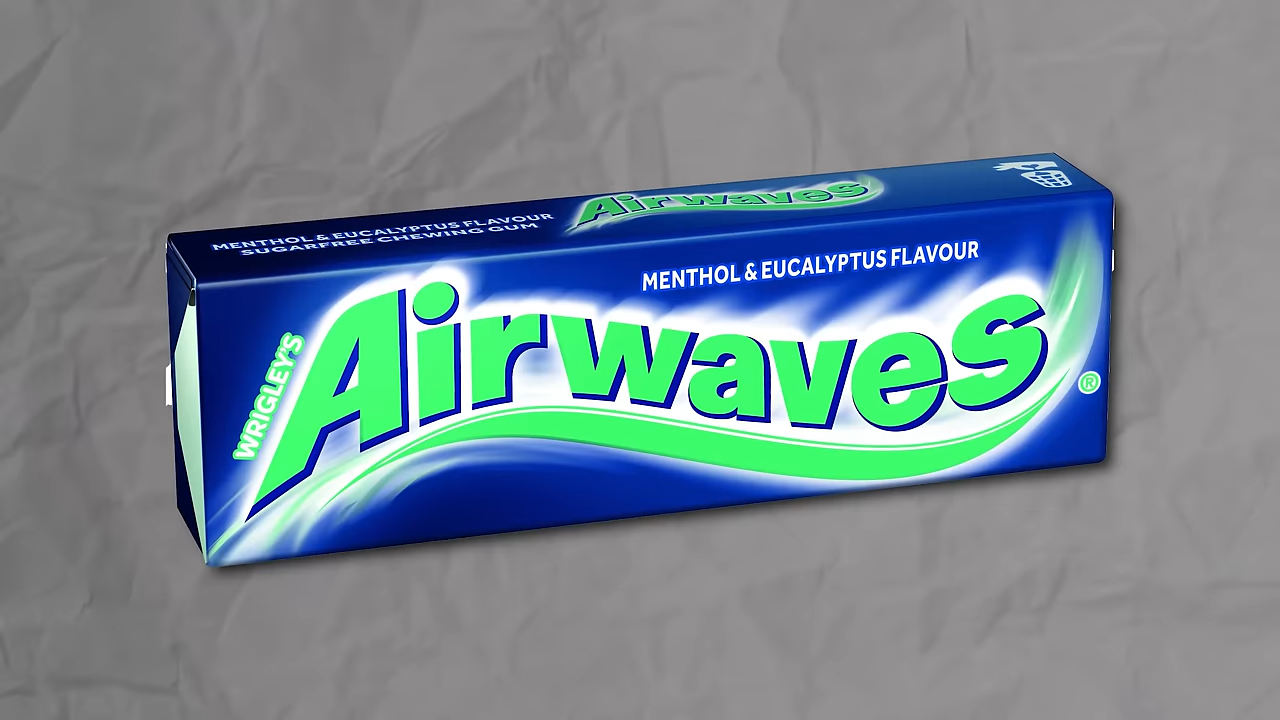 MENTHOL & EUCALYPTUS FLAVOUR
SUGARFREE CHEWING GUM
Airwaves
MENTHOL & EUCALYPTUS FLAVOUR
WRIGLEY'S
Airwaves
®